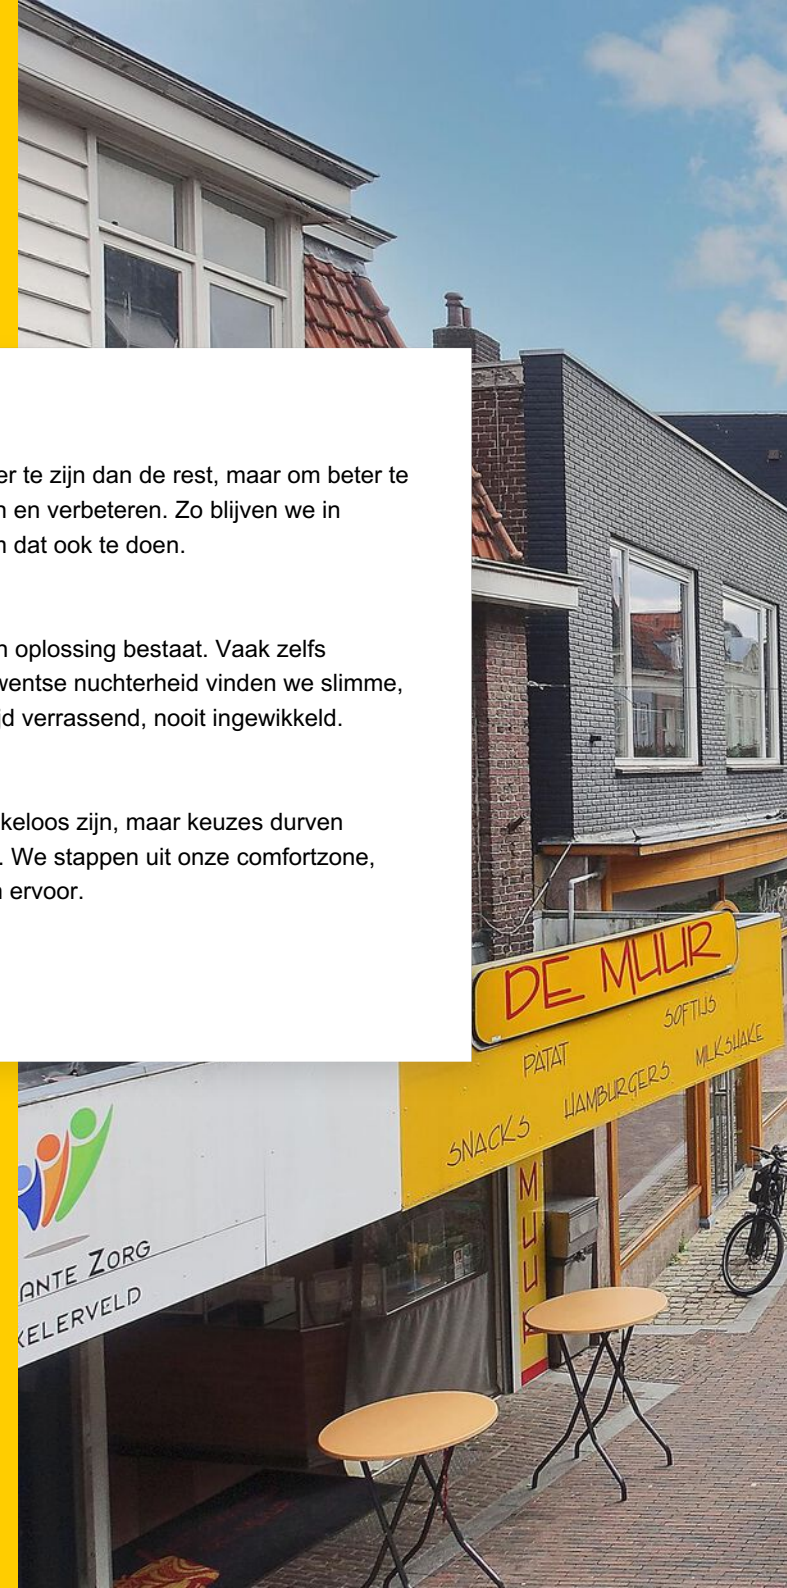 er te zijn dan de rest, maar om beter te
n en verbeteren. Zo blijven we in
n dat ook te doen.
n oplossing bestaat. Vaak zelfs
wentse nuchterheid vinden we slimme,
jd verrassend, nooit ingewikkeld.
keloos zijn, maar keuzes durven
. We stappen uit onze comfortzone,
n ervoor.
DE MUUR
SOFTIJS
PATAT
MILKSHAKE
HAMBURGERS
SNACKS
MUUR
ANTE ZORG
KELERVELD